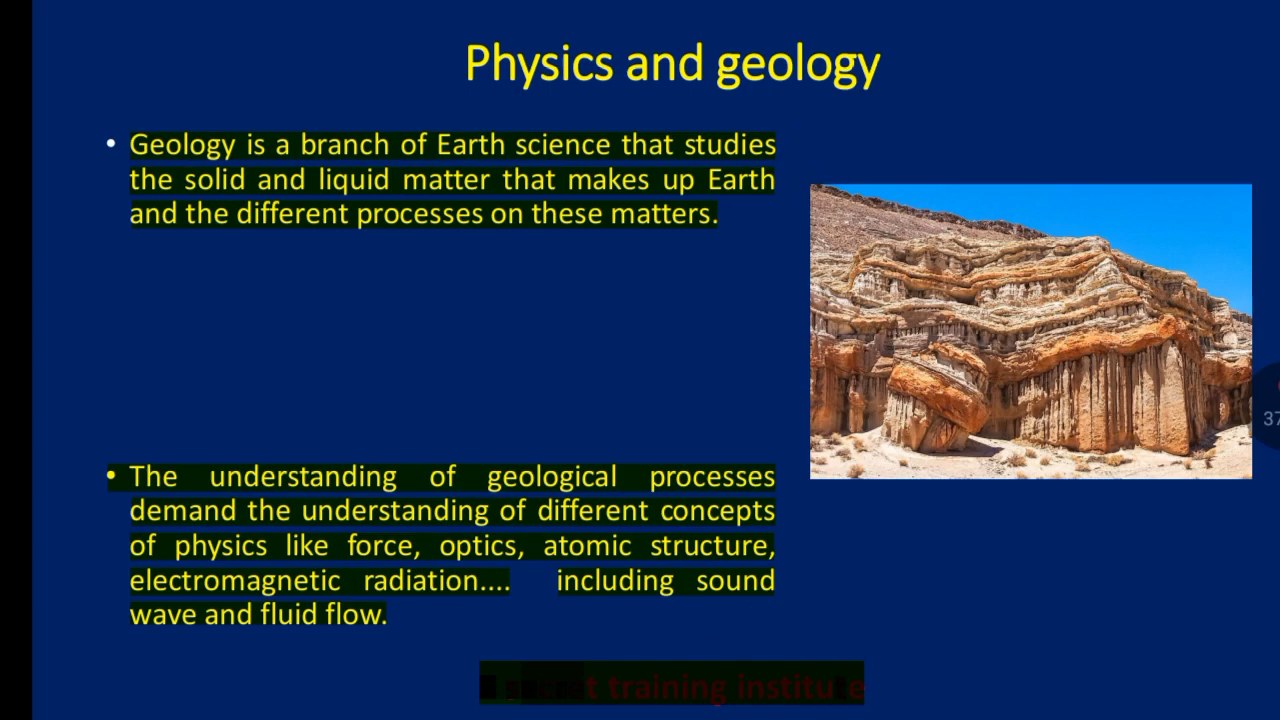 Physics and geology
• Geology is a branch of Earth science that studies
the solid and liquid matter that makes up Earth
and the different processes on these matters.
• The understanding of geological processes
demand the understanding of different concepts
of physics like force, optics, atomic structure,
electromagnetic radiation.... including sound
wave and fluid flow.
training
37